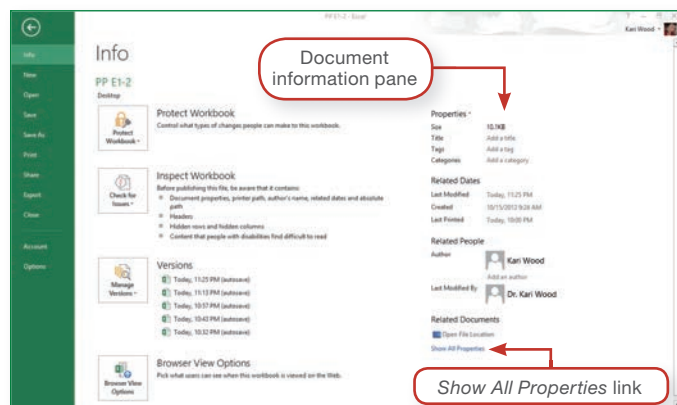 PP E1-2 - Excel
? – ❐ ✕
Kari Wood
Info
New
Open
Save
Save As
Print
Share
Export
Close
Account
Options
Info
PP E1-2
Desktop
Protect Workbook
Protect Workbook
Control what types of changes people can make to this workbook.
Check for Issues
Inspect Workbook
Before publishing this file, be aware that it contains:
Document properties, printer path, author's name, related dates and absolute
path
Headers
Hidden rows and hidden columns
Content that people with disabilities find difficult to read
Manage Versions
Versions
Today, 11:25 PM (autosave)
Today, 11:13 PM (autosave)
Today, 10:57 PM (autosave)
Today, 10:43 PM (autosave)
Today, 10:32 PM (autosave)
Browser View Options
Browser View Options
Pick what users can see when this workbook is viewed on the Web.
Document
information pane
Properties
Size 10.1KB
Title Add a title
Tags Add a tag
Categories Add a category
Related Dates
Last Modified Today, 11:25 PM
Created 10/15/2012 9:26 AM
Last Printed Today, 10:00 PM
Related People
Author Kari Wood
Add an author
Last Modified By Dr. Kari Wood
Related Documents
Open File Location
Show All Properties
Show All Properties link